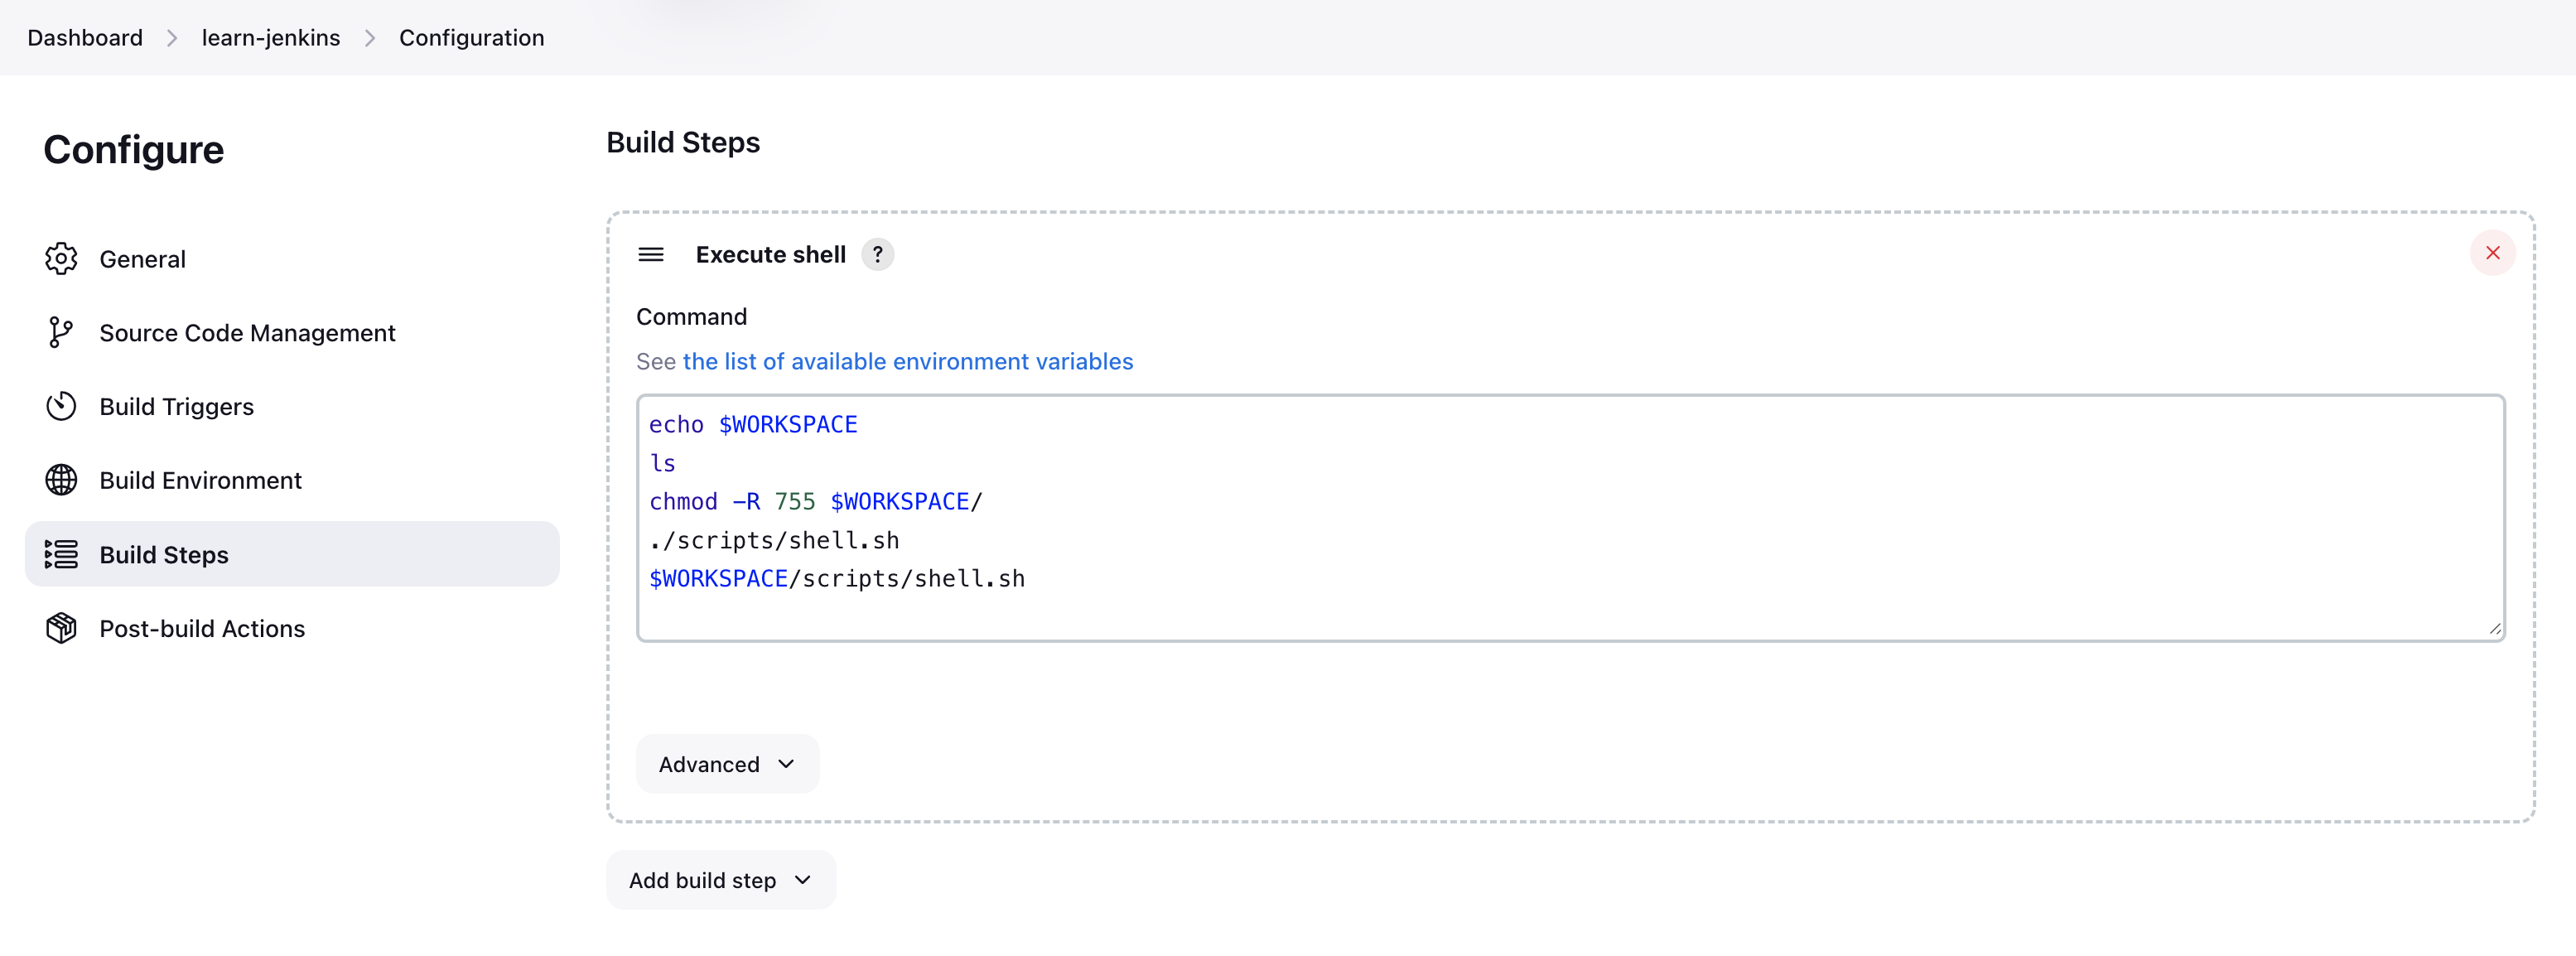 Dashboard > learn-jenkins > Configuration
Configure
General
Source Code Management
Build Triggers
Build Environment
Build Steps
Post-build Actions
Build Steps
Execute shell ?
Command
See the list of available environment variables
echo $WORKSPACE
ls
chmod -R 755 $WORKSPACE/
./scripts/shell.sh
$WORKSPACE/scripts/shell.sh
Advanced
Add build step